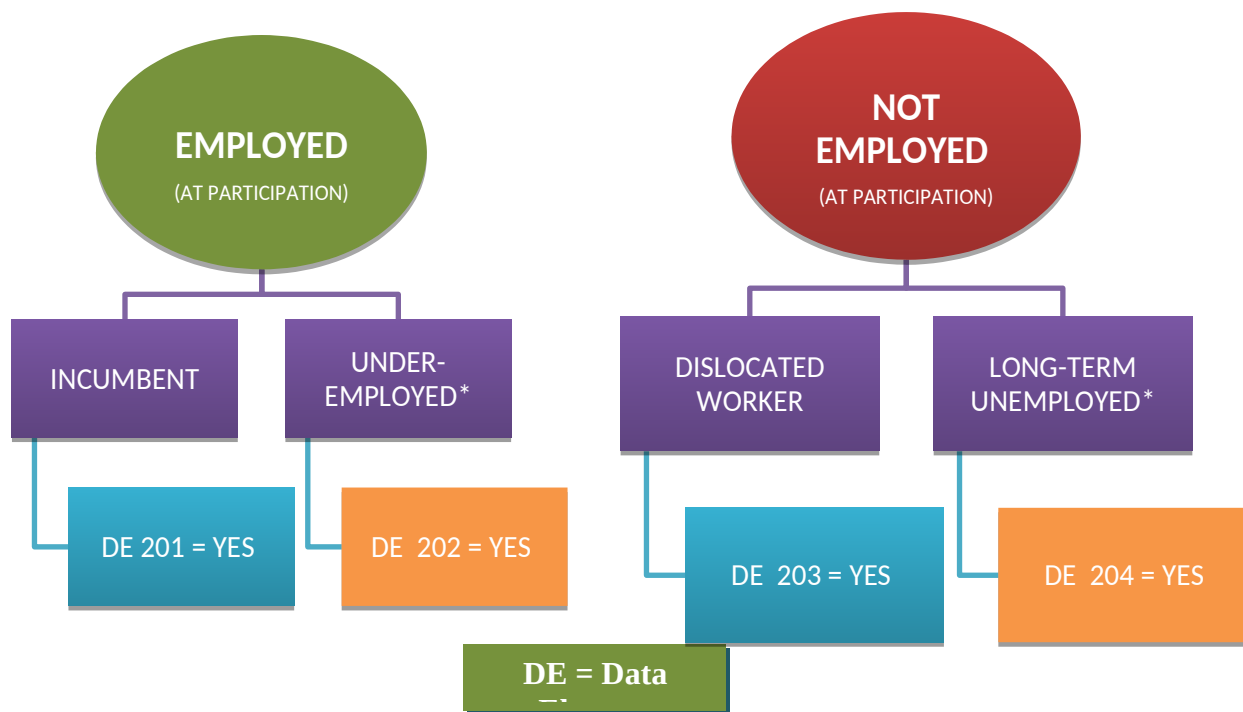 EMPLOYED
(AT PARTICIPATION)
NOT
EMPLOYED
(AT PARTICIPATION)
INCUMBENT
UNDER-
EMPLOYED*
DISLOCATED
WORKER
LONG-TERM
UNEMPLOYED*
DE 201 = YES
DE 202 = YES
DE 203 = YES
DE 204 = YES
DE = Data